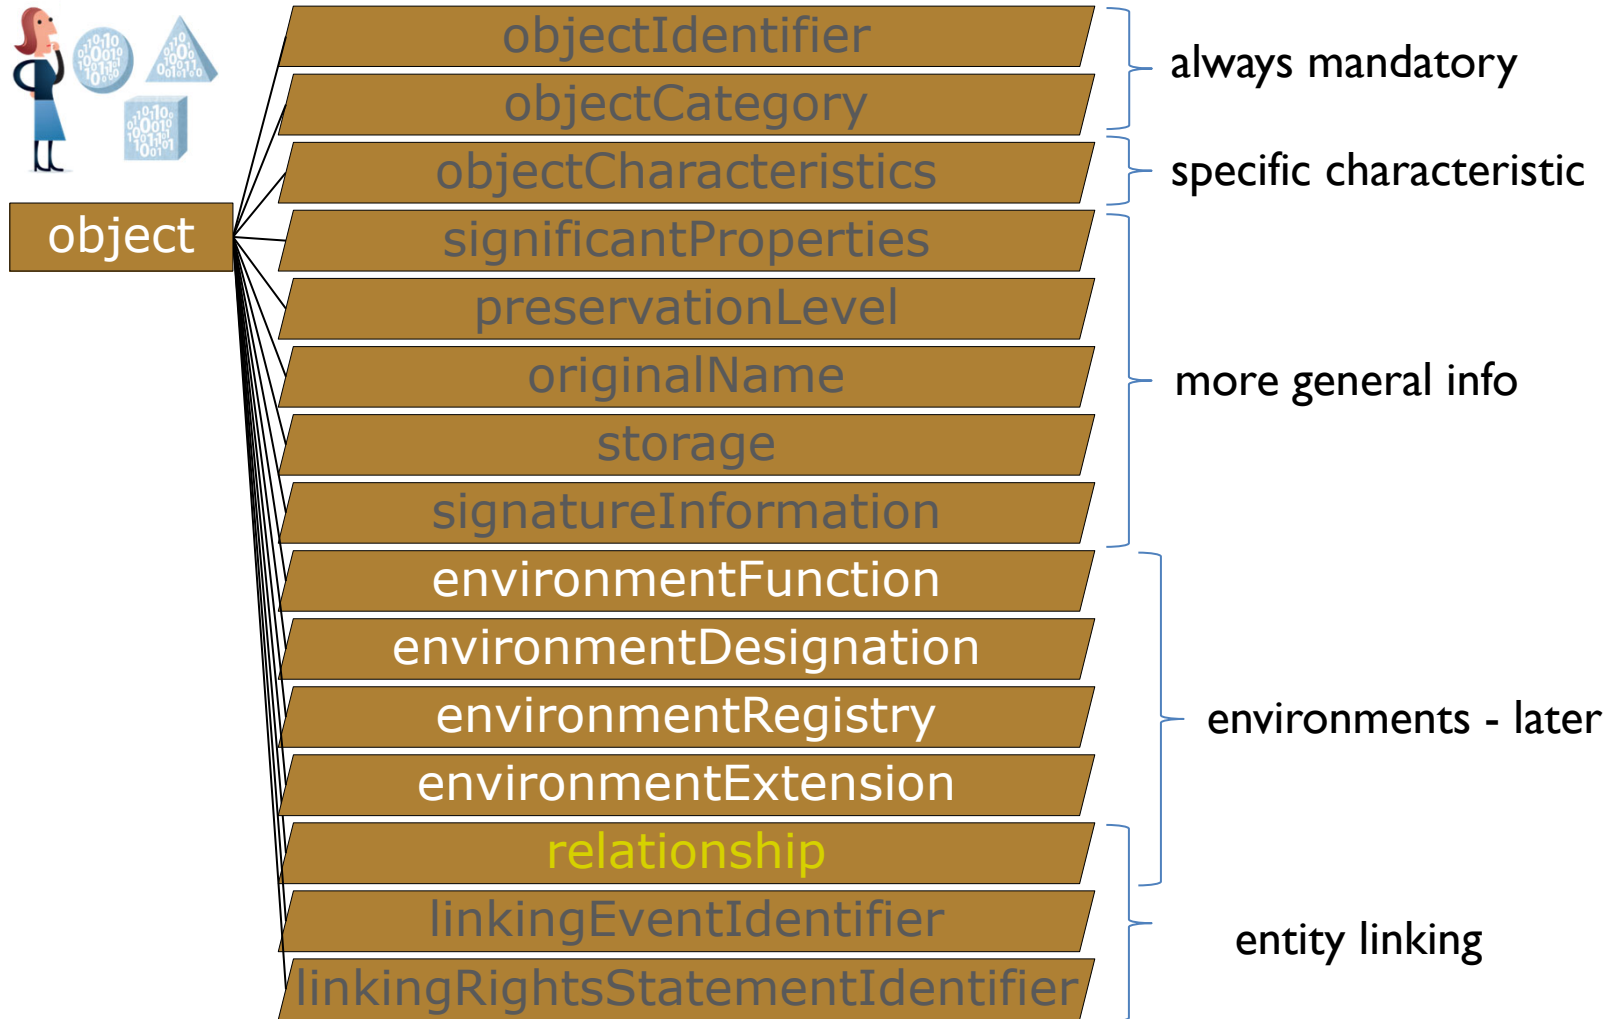 objectIdentifier
objectCategory
always mandatory
objectCharacteristics
specific characteristic
object
significantProperties
preservationLevel
originalName
more general info
storage
signatureInformation
environmentFunction
environmentDesignation
environmentRegistry
environments - later
environmentExtension
relationship
linkingEventIdentifier
entity linking
linkingRightsStatementIdentifier